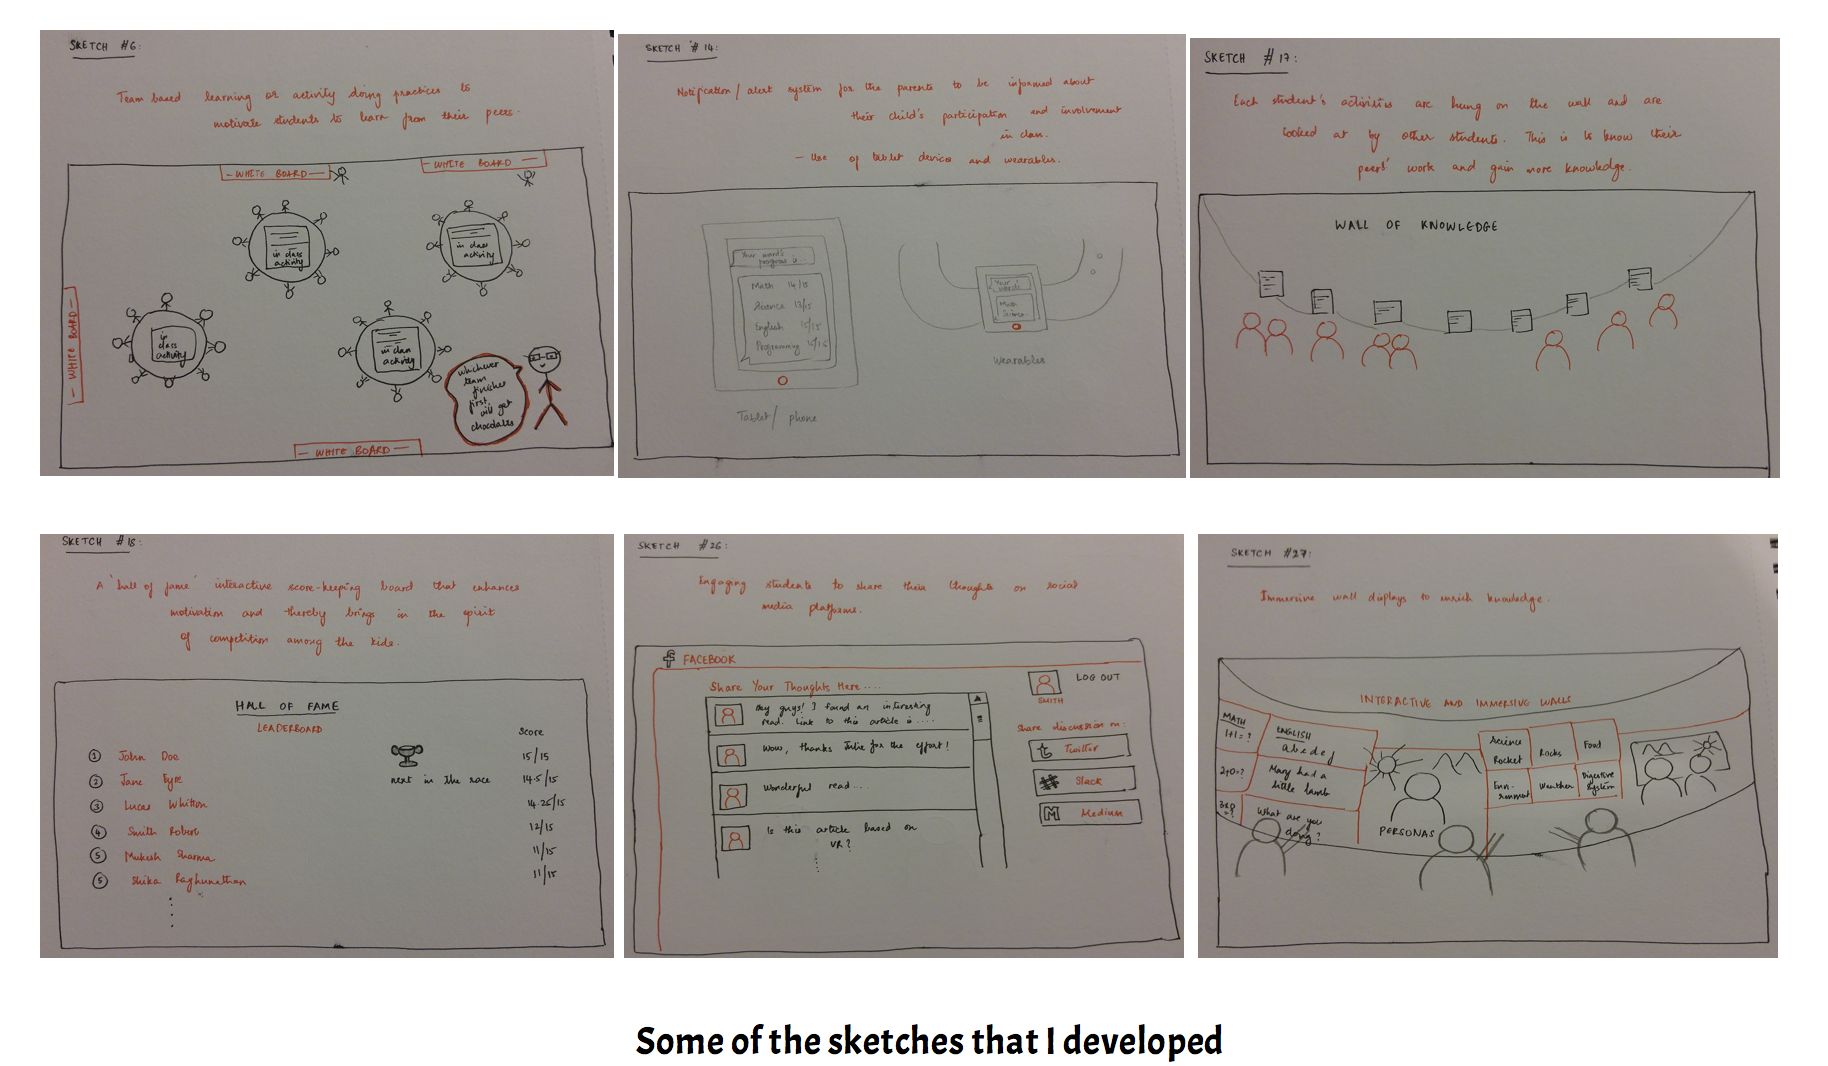 SKETCH #6:
Team based learning or activity doing practices to
motivate students to learn from their peers.
- WHITE BOARD -
- WHITE BOARD -
- WHITE BOARD -
- WHITE BOARD -
in class
activity
in class
activity
in
class
activity
in class
activity
whichever
team
finishes
first,
will get
chocolates
SKETCH #14:
Notification/alert system for the parents to be informed about
their child's participation and involvement
in class.
- Use of tablet device and wearables.
Your ward's
progress is..
Math 14/15
Science 13/15
English 15/15
Programming
Tablet/phone
Your
ward's
Math
Science
Wearables
SKETCH #17:
Each student's activities are hung on the wall and are
looked at by other students. This is to know their
peers' work and gain more knowledge.
WALL OF KNOWLEDGE
SKETCH #18:
A 'hall of fame' interactive score-keeping board that enhances
motivation and thereby brings in the spirit
of competition among the kids.
HALL OF FAME
LEADERBOARD
Score
1 John Doe 15/15
2 Jane Eyre next in the race 14.5/15
3 Lucas Whitton 14.25/15
4 Smith Robert 12/15
5 Mukesh Sharma 11/15
5 Shika Raghunathan 11/15
SKETCH #26:
Engaging students to share their thoughts on social
media platforms.
f FACEBOOK
Share Your Thoughts Here....
Hey guys! I found an interesting
read. Link to this article is....
Wow, thanks Julie for the effort!
Wonderful read....
Is this article based on
VR?
LOG OUT
SMITH
Share discussion on:
t Twitter
# Slack
M Medium
SKETCH #27:
Immersive wall displays to enrich knowledge.
INTERACTIVE AND IMMERSIVE WALLS
MATH
1+1=?
2+0=?
3x9
=?
ENGLISH
a b c d e f
Mary had a
little lamb
What are you
doing?
PERSONAS
Science
Rocket
Rocks
Food
Envi-
ronment
Weather
Digestive
System
Some of the sketches that I developed